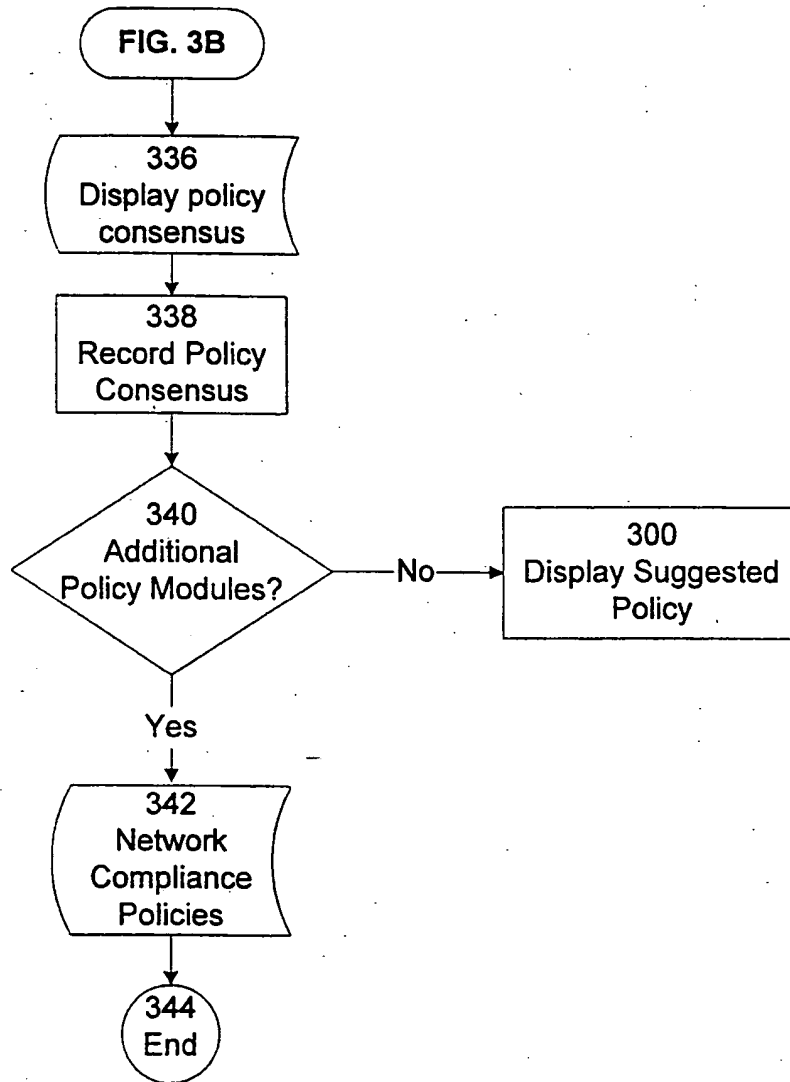 FIG. 3B
336
Display policy
consensus
338
Record Policy
Consensus
340
Additional
Policy Modules?
No
300
Display Suggested
Policy
Yes
342
Network
Compliance
Policies
344
End